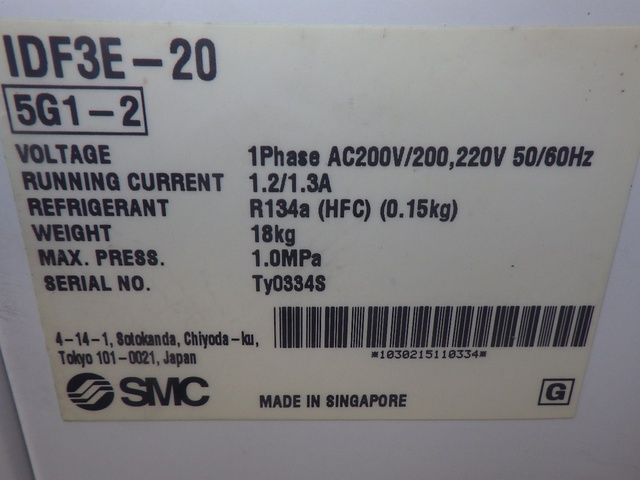 IDF3E-20
5G1-2
VOLTAGE 1Phase AC200V/200,220V 50/60Hz
RUNNING CURRENT 1.2/1.3A
REFRIGERANT R134a (HFC) (0.15kg)
WEIGHT 18kg
MAX. PRESS. 1.0MPa
SERIAL NO. Ty0334S
4-14-1, Sotokanda, Chiyoda-ku,
Tokyo 101-0021, Japan
*1030215110334*
SMC
MADE IN SINGAPORE
G